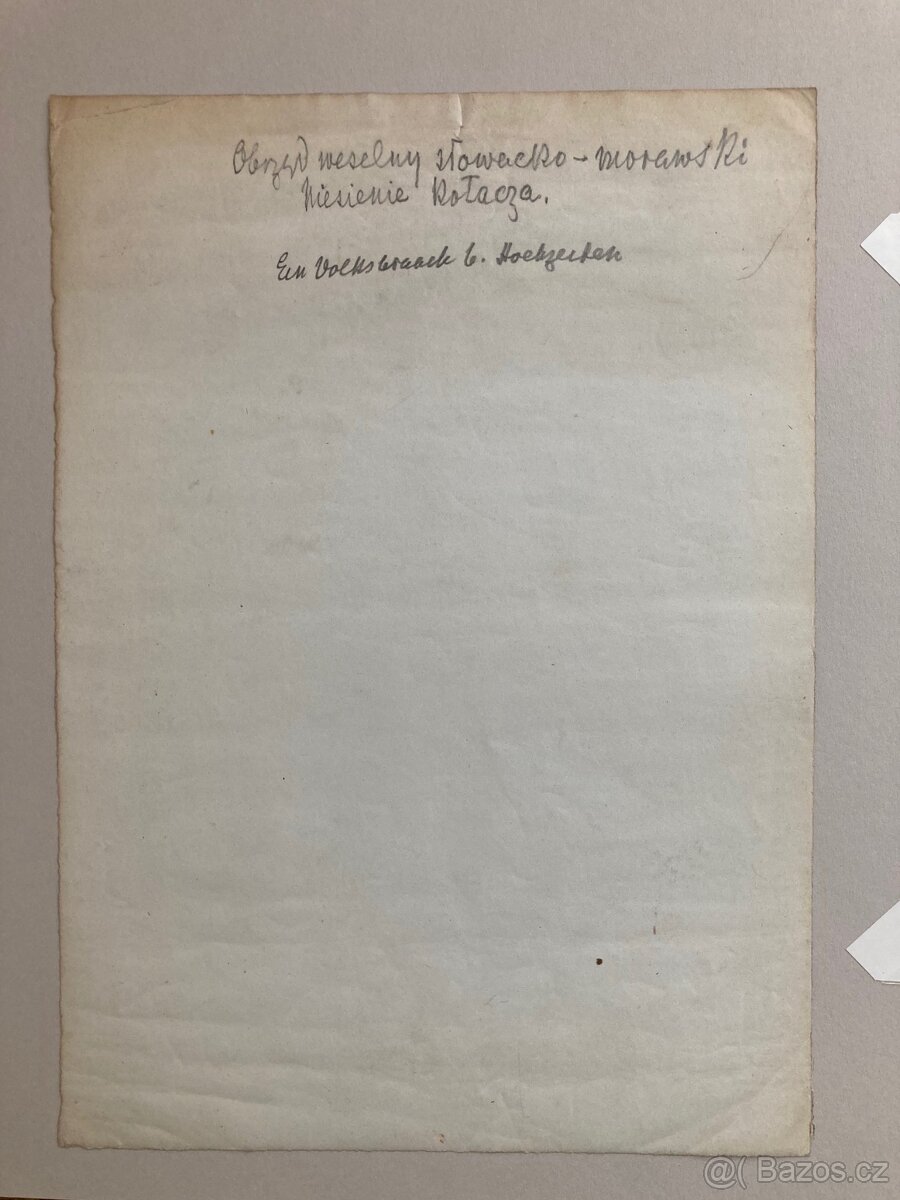 Obrzęd weselny słowacko-morawski
Niesienie Kołacza.
Ein Volksbrauch b. Hochzeiten
@( Bazos.cz